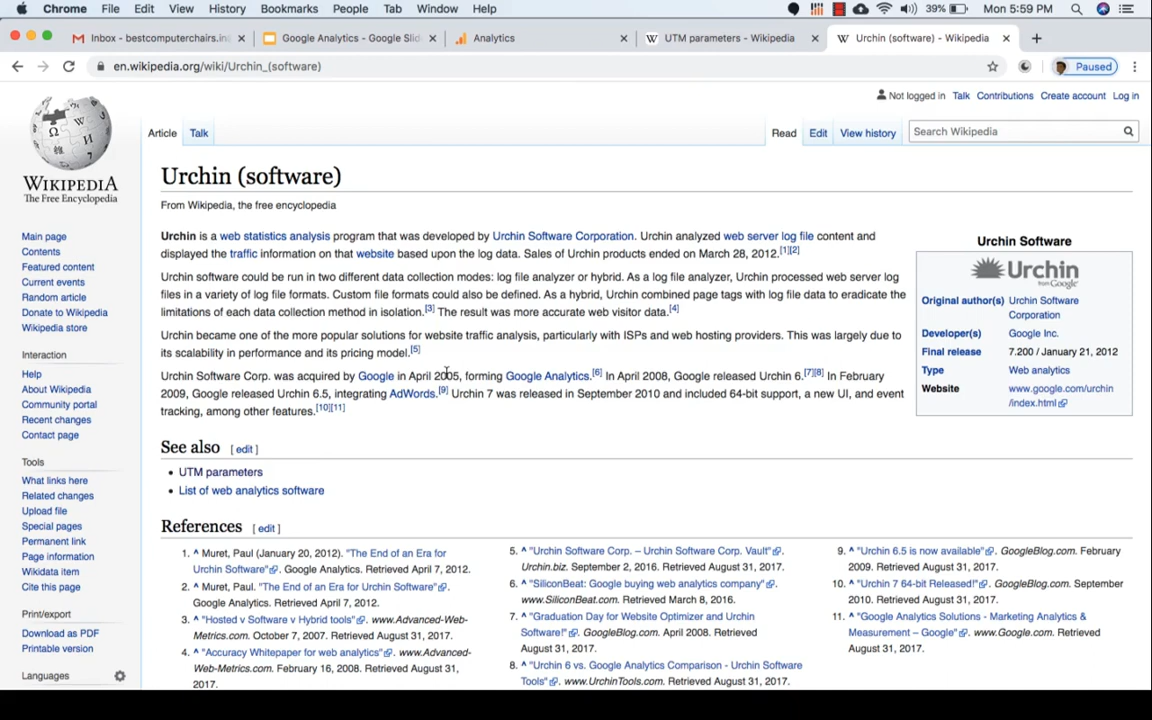 Chrome File Edit View History Bookmarks People Tab Window Help 39% Mon 5:59 PM
Inbox - bestcomputerchairs.in Google Analytics - Google Slid Analytics UTM parameters - Wikipedia Urchin (software) - Wikipedia
en.wikipedia.org/wiki/Urchin_(software) Paused
Not logged in Talk Contributions Create account Log in
Article Talk Read Edit View history Search Wikipedia
WIKIPEDIA
The Free Encyclopedia
Main page
Contents
Featured content
Current events
Random article
Donate to Wikipedia
Wikipedia store
Interaction
Help
About Wikipedia
Community portal
Recent changes
Contact page
Tools
What links here
Related changes
Upload file
Special pages
Permanent link
Page information
Wikidata item
Cite this page
Print/export
Download as PDF
Printable version
Languages
Urchin (software)
From Wikipedia, the free encyclopedia
Urchin is a web statistics analysis program that was developed by Urchin Software Corporation. Urchin analyzed web server log file content and
displayed the traffic information on that website based upon the log data. Sales of Urchin products ended on March 28, 2012.[1][2]
Urchin software could be run in two different data collection modes: log file analyzer or hybrid. As a log file analyzer, Urchin processed web server log
files in a variety of log file formats. Custom file formats could also be defined. As a hybrid, Urchin combined page tags with log file data to eradicate the
limitations of each data collection method in isolation.[3] The result was more accurate web visitor data.[4]
Urchin became one of the more popular solutions for website traffic analysis, particularly with ISPs and web hosting providers. This was largely due to
its scalability in performance and its pricing model.[5]
Urchin Software Corp. was acquired by Google in April 2005, forming Google Analytics.[6] In April 2008, Google released Urchin 6.[7][8] In February
2009, Google released Urchin 6.5, integrating AdWords.[9] Urchin 7 was released in September 2010 and included 64-bit support, a new UI, and event
tracking, among other features.[10][11]
Urchin Software
Urchin
from Google
Original author(s) Urchin Software
Corporation
Developer(s) Google Inc.
Final release 7.200 / January 21, 2012
Type Web analytics
Website www.google.com/urchin
/index.html
See also [ edit ]
• UTM parameters
• List of web analytics software
References [ edit ]
1. ^ Muret, Paul (January 20, 2012). "The End of an Era for
Urchin Software". Google Analytics. Retrieved April 7, 2012.
2. ^ Muret, Paul. "The End of an Era for Urchin Software".
Google Analytics. Retrieved April 7, 2012.
3. ^ "Hosted v Software v Hybrid tools". www.Advanced-Web-
Metrics.com. October 7, 2007. Retrieved August 31, 2017.
4. ^ "Accuracy Whitepaper for web analytics". www.Advanced-
Web-Metrics.com. February 16, 2008. Retrieved August 31,
2017.
5. ^ "Urchin Software Corp. – Urchin Software Corp. Vault".
Urchin.biz. September 2, 2016. Retrieved August 31, 2017.
6. ^ "SiliconBeat: Google buying web analytics company".
www.SiliconBeat.com. Retrieved March 8, 2016.
7. ^ "Graduation Day for Website Optimizer and Urchin
Software!". GoogleBlog.com. April 2008. Retrieved
August 31, 2017.
8. ^ "Urchin 6 vs. Google Analytics Comparison - Urchin Software
Tools". www.UrchinTools.com. Retrieved August 31, 2017.
9. ^ "Urchin 6.5 is now available". GoogleBlog.com. February
2009. Retrieved August 31, 2017.
10. ^ "Urchin 7 64-bit Released!". GoogleBlog.com. September
2010. Retrieved August 31, 2017.
11. ^ "Google Analytics Solutions - Marketing Analytics &
Measurement – Google". www.Google.com. Retrieved
August 31, 2017.